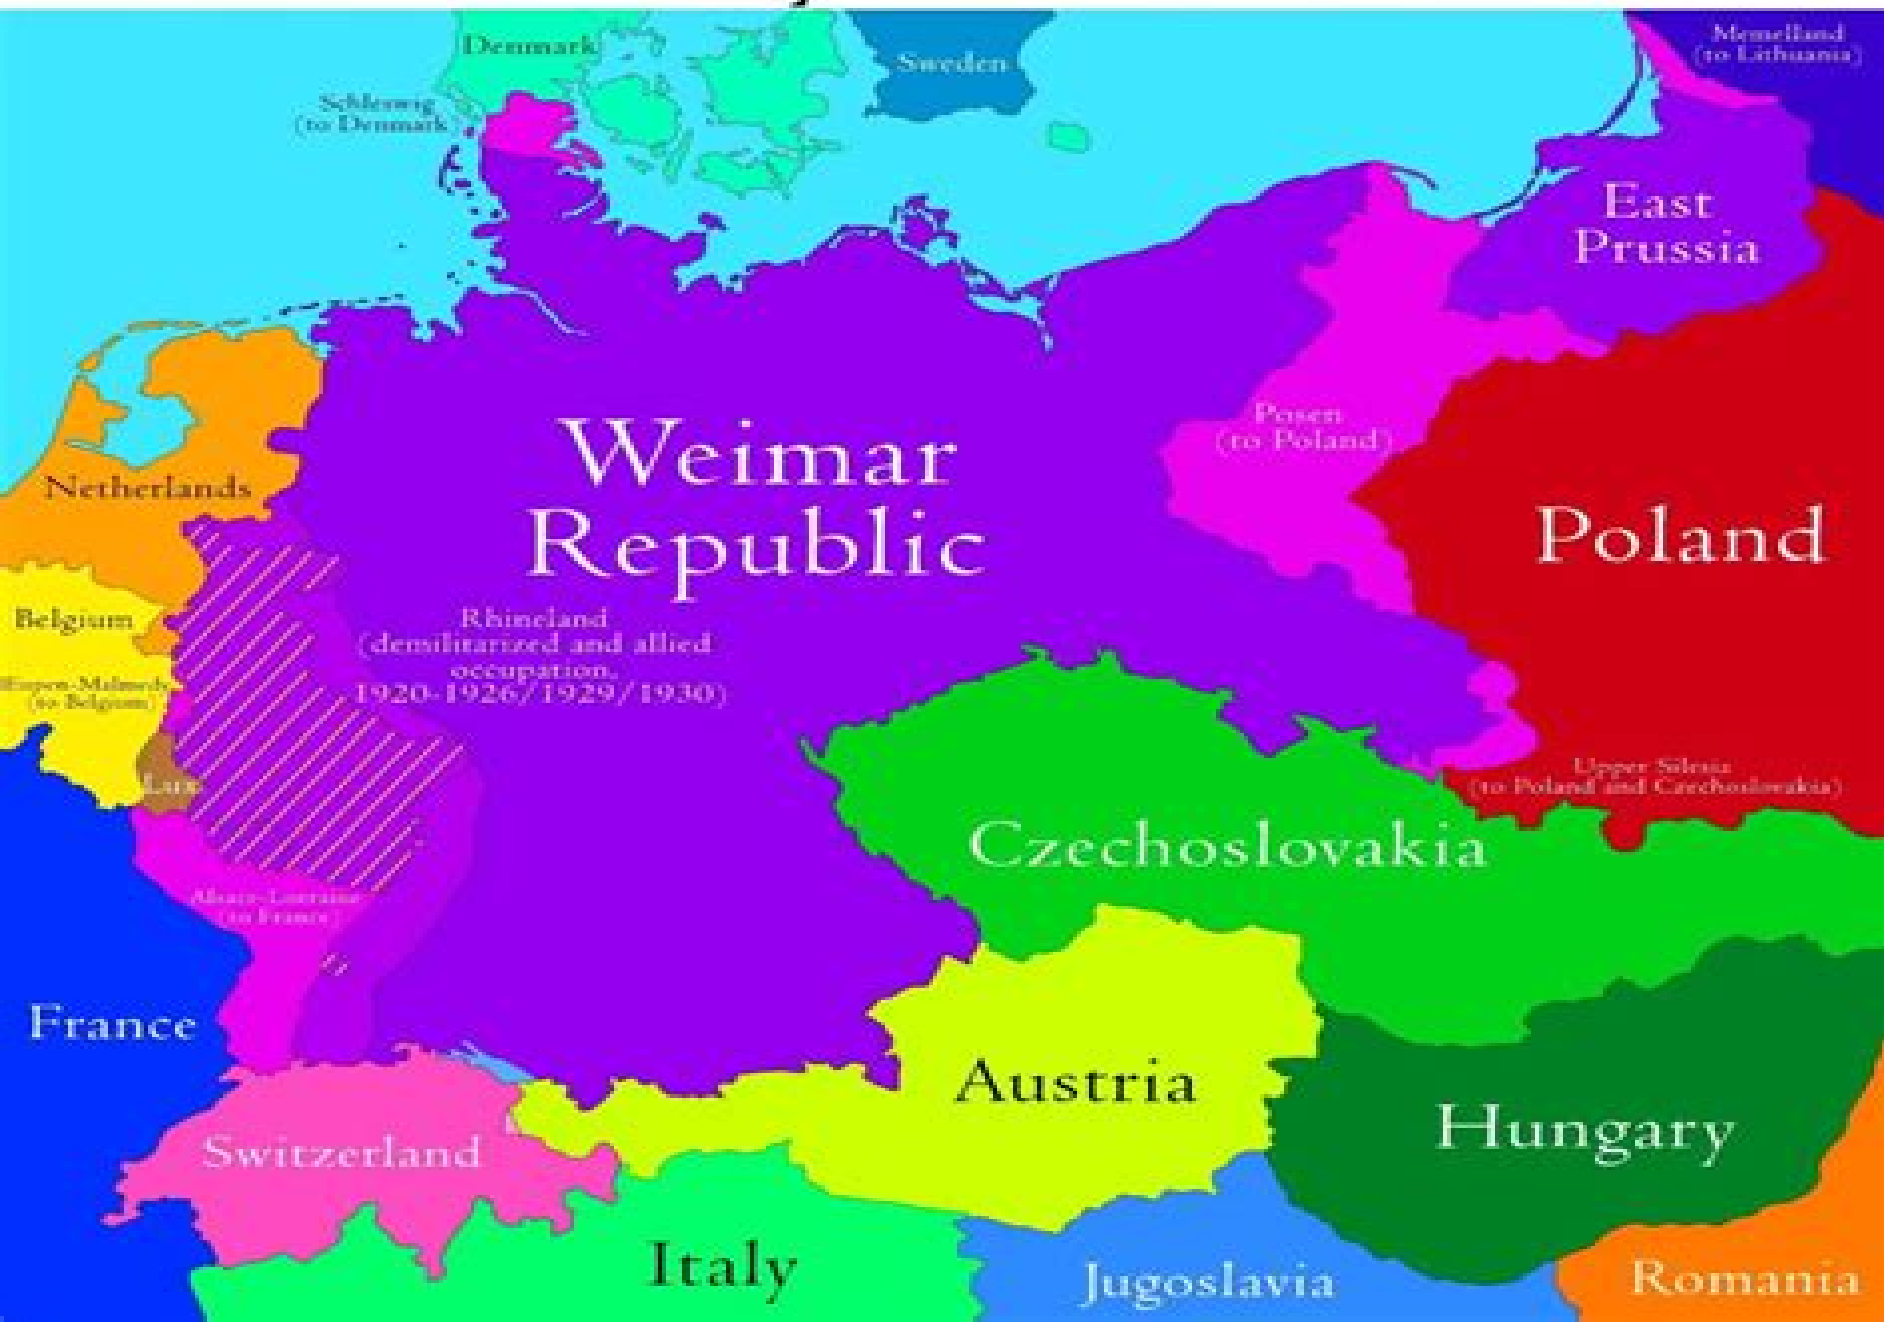 Denmark
Sweden
Memelland
(to Lithuania)
Schleswig
(to Denmark)
East
Prussia
Posen
(to Poland)
Weimar
Republic
Netherlands
Poland
Belgium
Rhineland
(demilitarized and allied
occupation,
1920-1926/1929/1930)
Eupen-Malmedy
(to Belgium)
Lux
Upper Silesia
(to Poland and Czechoslovakia)
Czechoslovakia
Alsace-Lorraine
(to France)
France
Austria
Hungary
Switzerland
Italy
Jugoslavia
Romania